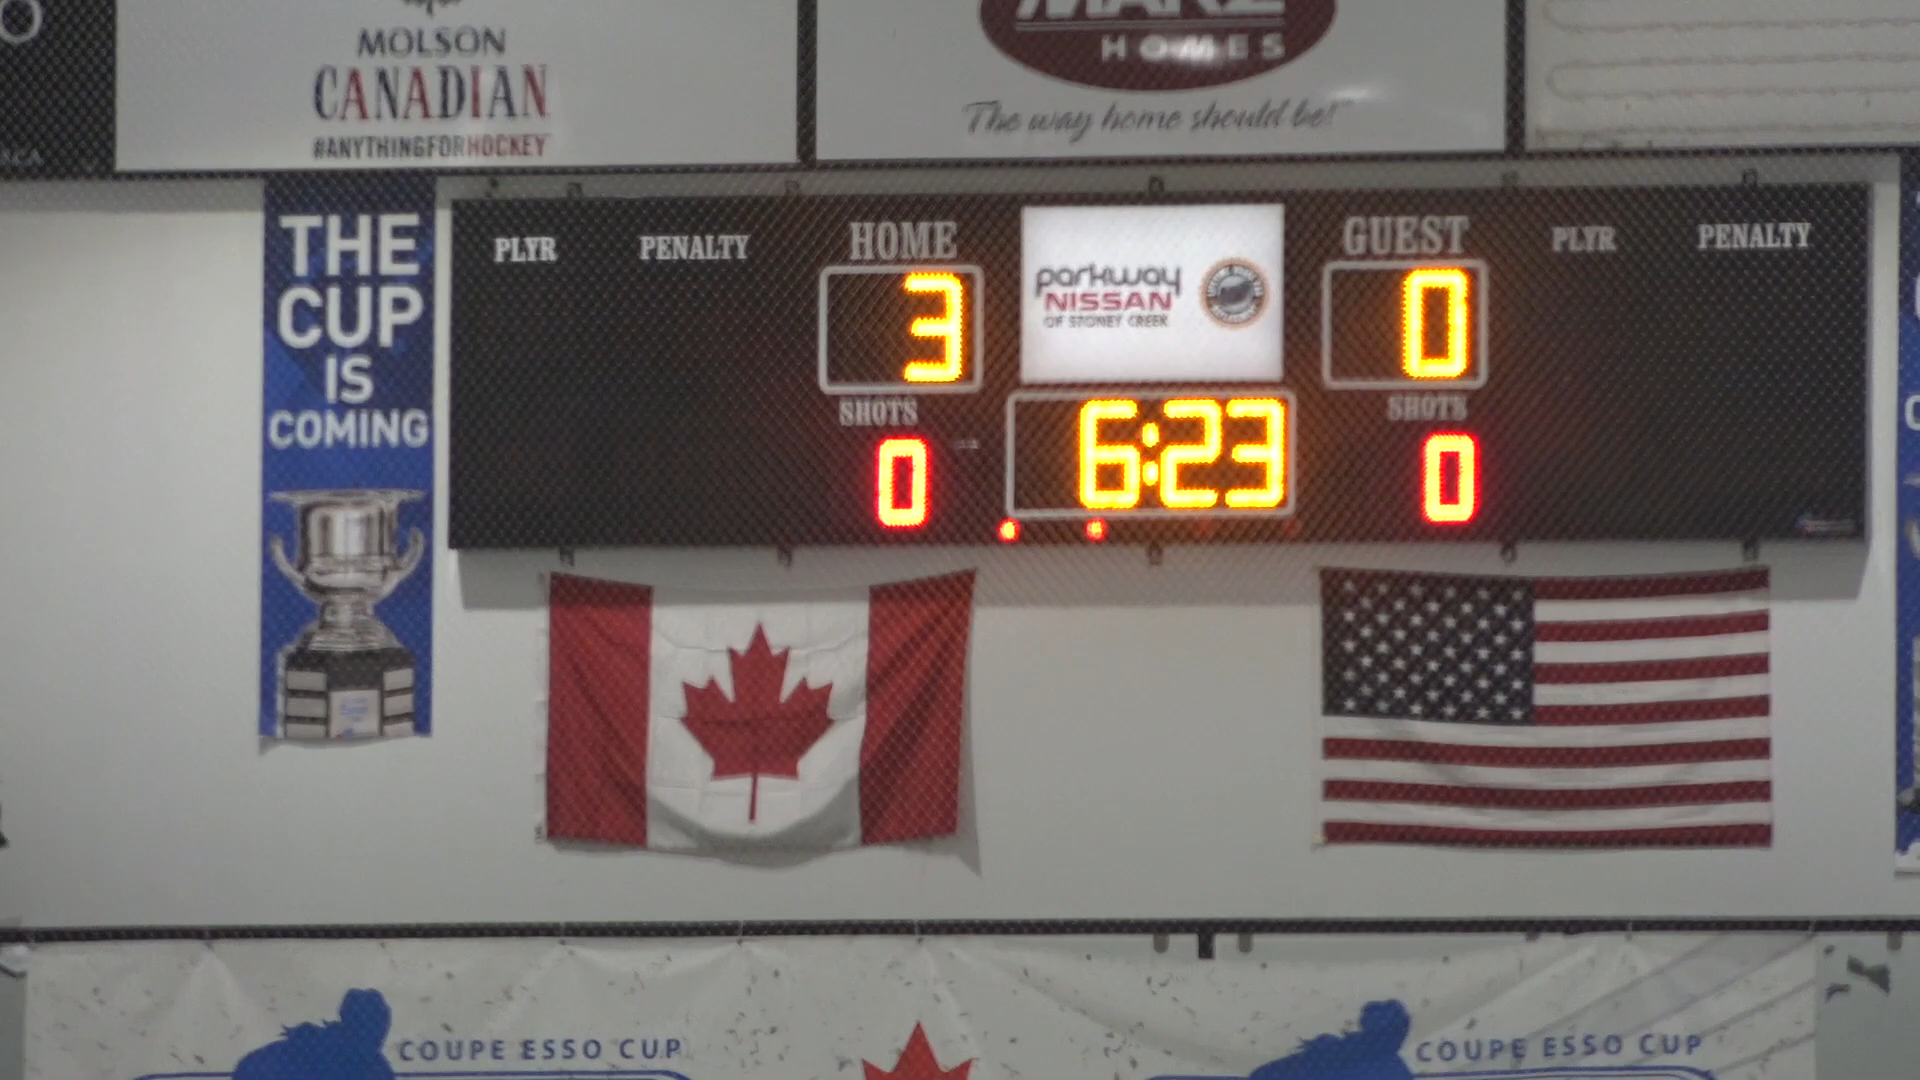 MOLSON
CANADIAN
#ANYTHINGFORHOCKEY
HOMES
The way home should be!
THE
CUP
IS
COMING
PLYR PENALTY HOME
3
SHOTS
0
parkway
NISSAN
OF STONEY CREEK
6:23
GUEST PLYR PENALTY
0
SHOTS
0
COUPE ESSO CUP
COUPE ESSO CUP